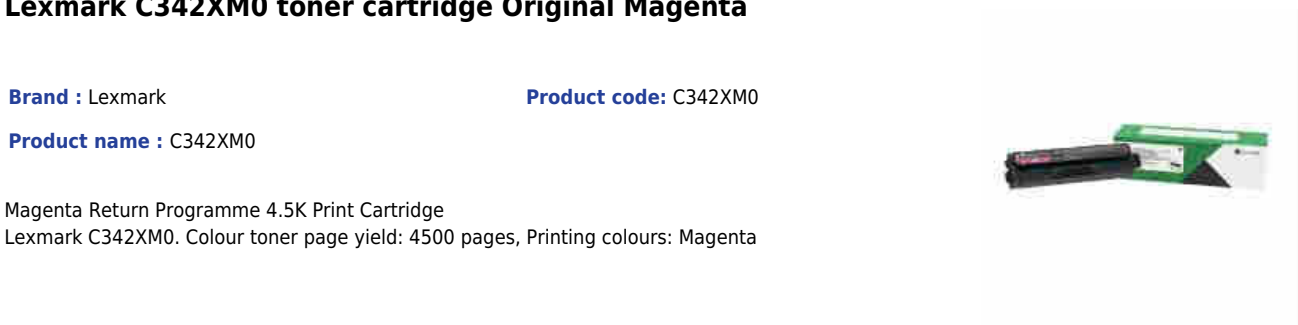 Lexmark C342XM0 toner cartridge Original Magenta
Brand : Lexmark
Product code: C342XM0
Product name : C342XM0
Magenta Return Programme 4.5K Print Cartridge
Lexmark C342XM0. Colour toner page yield: 4500 pages, Printing colours: Magenta